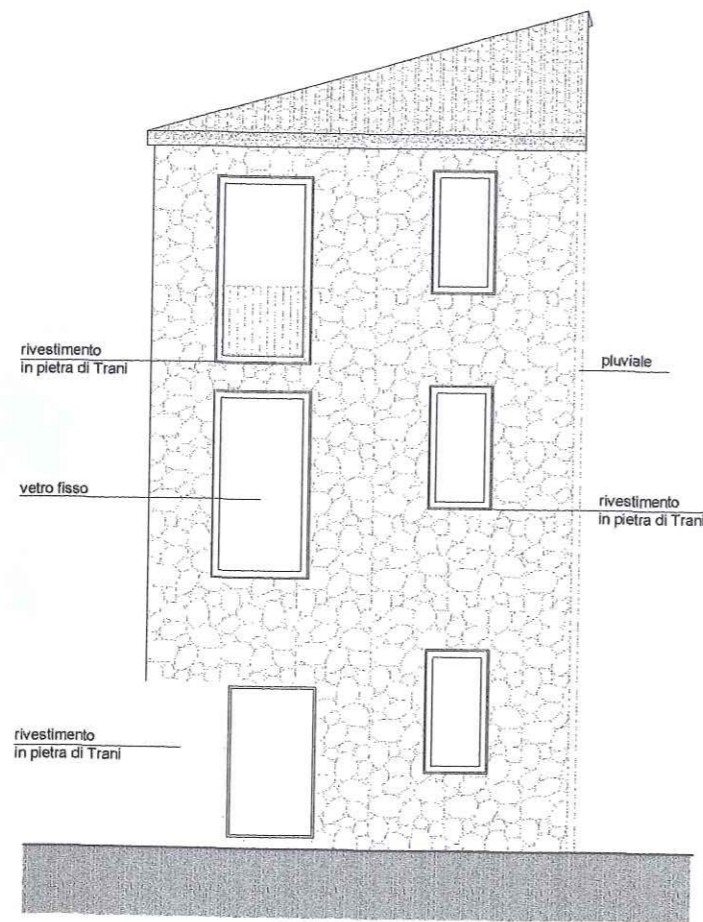 rivestimento
in pietra di Trani
pluviale
vetro fisso
rivestimento
in pietra di Trani
rivestimento
in pietra di Trani